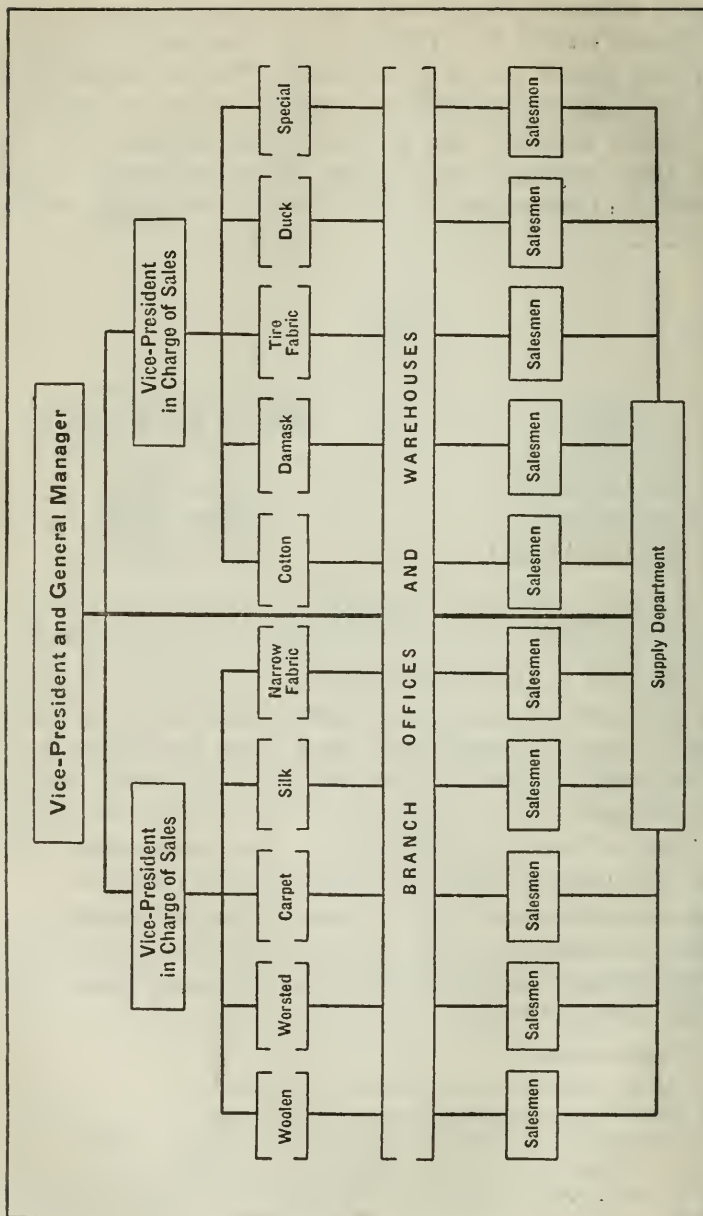 Vice-President and General Manager
Vice-President
in Charge of Sales
Vice-President
in Charge of Sales
Woolen
Worsted
Carpet
Silk
Narrow
Fabric
Cotton
Damask
Tire
Fabric
Duck
Special
BRANCH OFFICES AND WAREHOUSES
Salesmen
Salesmen
Salesmen
Salesmen
Salesmen
Salesmen
Salesmen
Salesmen
Salesmen
Salesmon
Supply Department